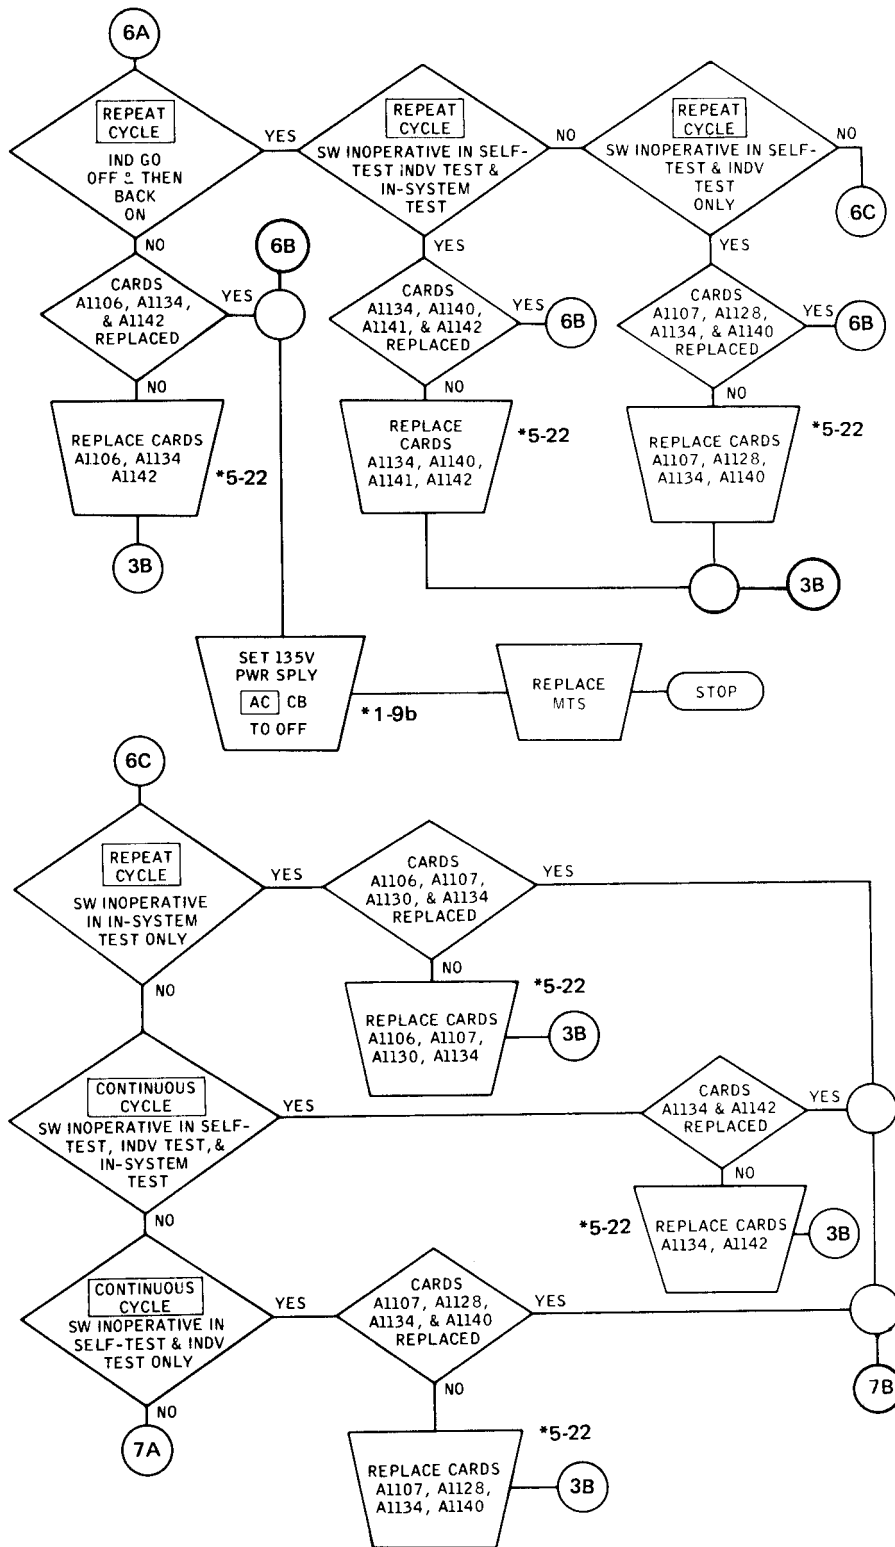 6A
REPEAT
CYCLE
IND GO
OFF & THEN
BACK
ON
YES
REPEAT
CYCLE
SW INOPERATIVE IN SELF-
TEST INDV TEST &
IN-SYSTEM
TEST
NO
REPEAT
CYCLE
SW INOPERATIVE IN SELF-
TEST & INDV
TEST
ONLY
NO
6C
NO
6B
YES
YES
CARDS
A1106, A1134,
& A1142
REPLACED
YES
CARDS
A1134, A1140,
A1141, & A1142
REPLACED
YES
6B
CARDS
A1107, A1128,
A1134, & A1140
REPLACED
YES
6B
NO
NO
NO
REPLACE CARDS
A1106, A1134
A1142
*5-22
REPLACE
CARDS
A1134, A1140,
A1141, A1142
*5-22
REPLACE CARDS
A1107, A1128,
A1134, A1140
*5-22
3B
3B
SET 135V
PWR SPLY
AC CB
TO OFF
*1-9b
REPLACE
MTS
STOP
6C
REPEAT
CYCLE
SW INOPERATIVE
IN IN-SYSTEM
TEST ONLY
YES
CARDS
A1106, A1107,
A1130, & A1134
REPLACED
YES
NO
NO
*5-22
REPLACE CARDS
A1106, A1107,
A1130, A1134
3B
CONTINUOUS
CYCLE
SW INOPERATIVE IN SELF-
TEST, INDV TEST, &
IN-SYSTEM
TEST
YES
CARDS
A1134 & A1142
REPLACED
YES
NO
NO
*5-22
REPLACE CARDS
A1134, A1142
3B
CONTINUOUS
CYCLE
SW INOPERATIVE IN
SELF-TEST & INDV
TEST ONLY
YES
CARDS
A1107, A1128,
A1134, & A1140
REPLACED
YES
7B
NO
NO
7A
*5-22
REPLACE CARDS
A1107, A1128,
A1134, A1140
3B